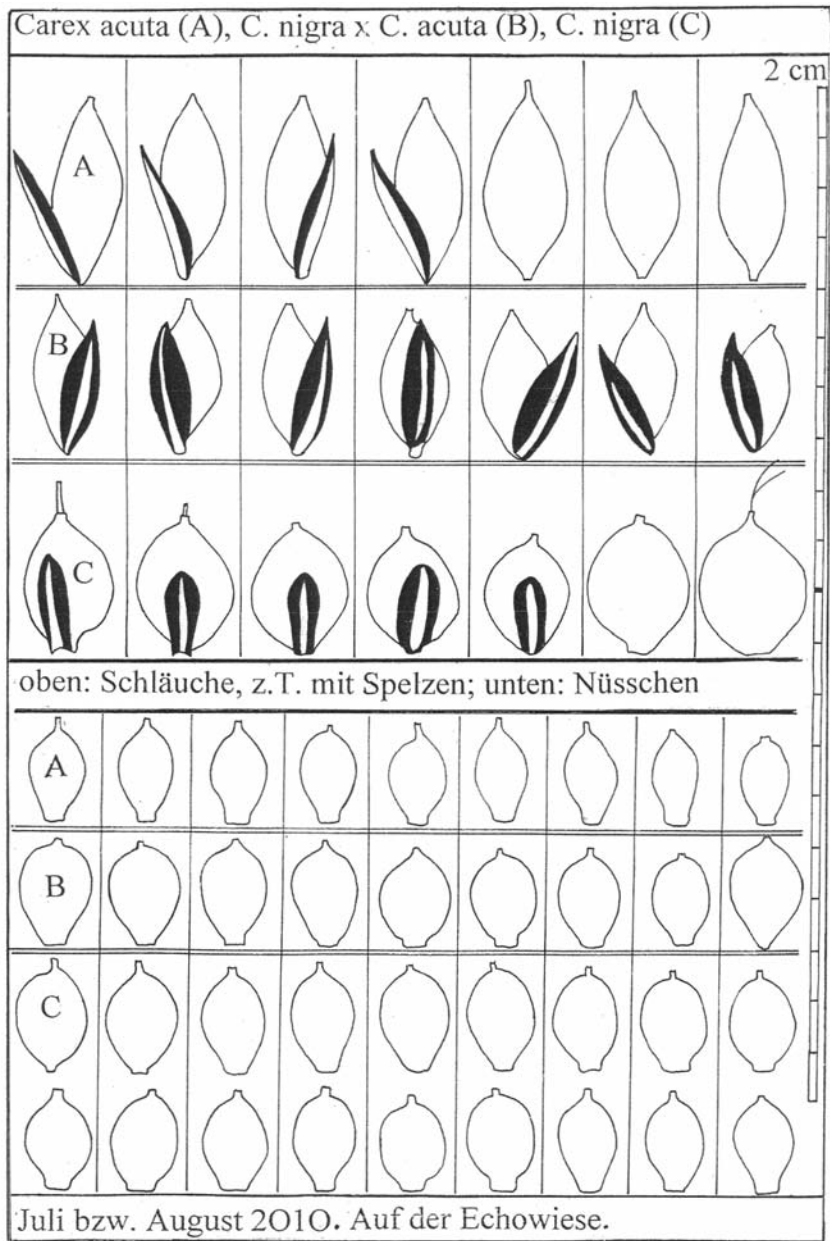 Carex acuta (A), C. nigra x C. acuta (B), C. nigra (C)
2 cm
A
B
C
oben: Schläuche, z.T. mit Spelzen; unten: Nüsschen
A
B
C
Juli bzw. August 2010. Auf der Echowiese.